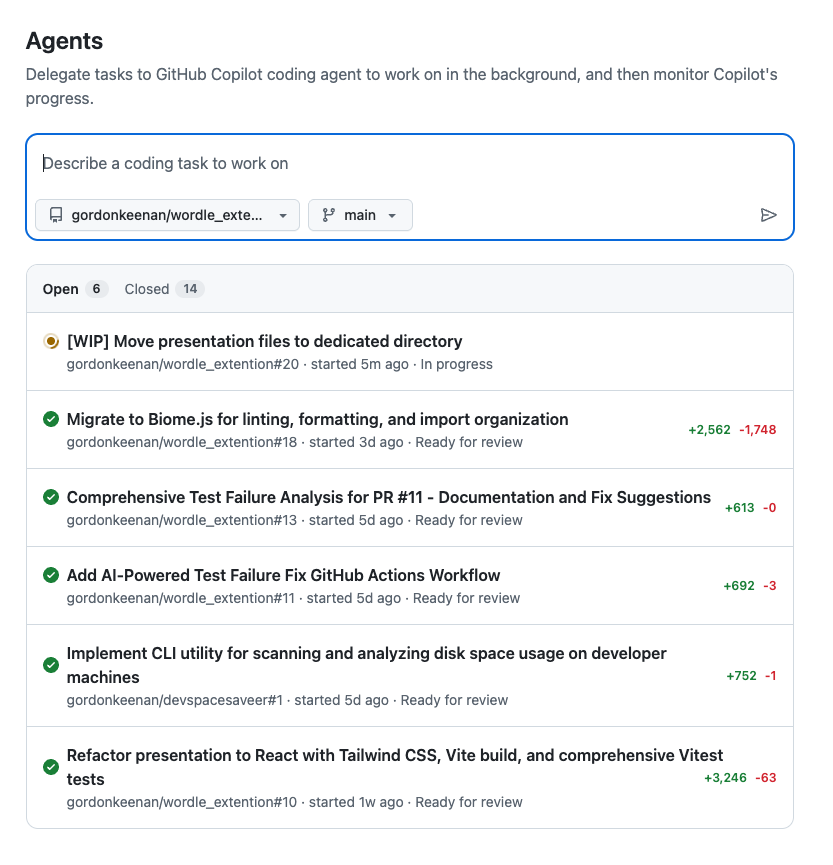 Agents
Delegate tasks to GitHub Copilot coding agent to work on in the background, and then monitor Copilot's
progress.
Describe a coding task to work on
gordonkeenan/wordle_exte...
main
Open 6 Closed 14
[WIP] Move presentation files to dedicated directory
gordonkeenan/wordle_extention#20 · started 5m ago · In progress
Migrate to Biome.js for linting, formatting, and import organization
+2,562 -1,748
gordonkeenan/wordle_extention#18 · started 3d ago · Ready for review
Comprehensive Test Failure Analysis for PR #11 - Documentation and Fix Suggestions
+613 -0
gordonkeenan/wordle_extention#13 · started 5d ago · Ready for review
Add AI-Powered Test Failure Fix GitHub Actions Workflow
+692 -3
gordonkeenan/wordle_extention#11 · started 5d ago · Ready for review
Implement CLI utility for scanning and analyzing disk space usage on developer
machines
+752 -1
gordonkeenan/devspacesaveer#1 · started 5d ago · Ready for review
Refactor presentation to React with Tailwind CSS, Vite build, and comprehensive Vitest
tests
+3,246 -63
gordonkeenan/wordle_extention#10 · started 1w ago · Ready for review